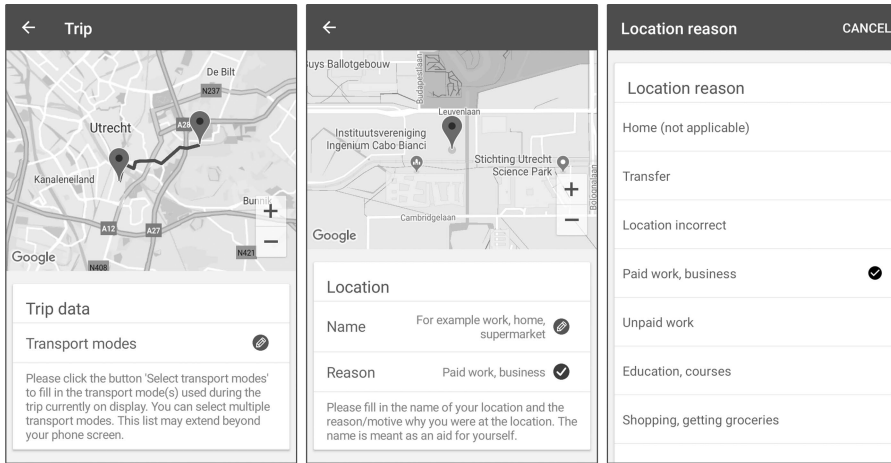 Trip
De Bilt
N237
Utrecht
A28
Kanaleneiland
Bunnik
A12
A27
Google
N408
N421
Trip data
Transport modes
Please click the button 'Select transport modes'
to fill in the transport mode(s) used during the
trip currently on display. You can select multiple
transport modes. This list may extend beyond
your phone screen.
uys Ballotgebouw
Budapestlaan
Leuvenlaan
Instituutsvereniging
Ingenium Cabo Bianci
Stichting Utrecht
Science Park
Bolognalaan
Cambridgelaan
Google
Location
Name
For example work, home,
supermarket
Reason
Paid work, business
Please fill in the name of your location and the
reason/motive why you were at the location. The
name is meant as an aid for yourself.
Location reason
CANCEL
Location reason
Home (not applicable)
Transfer
Location incorrect
Paid work, business
Unpaid work
Education, courses
Shopping, getting groceries